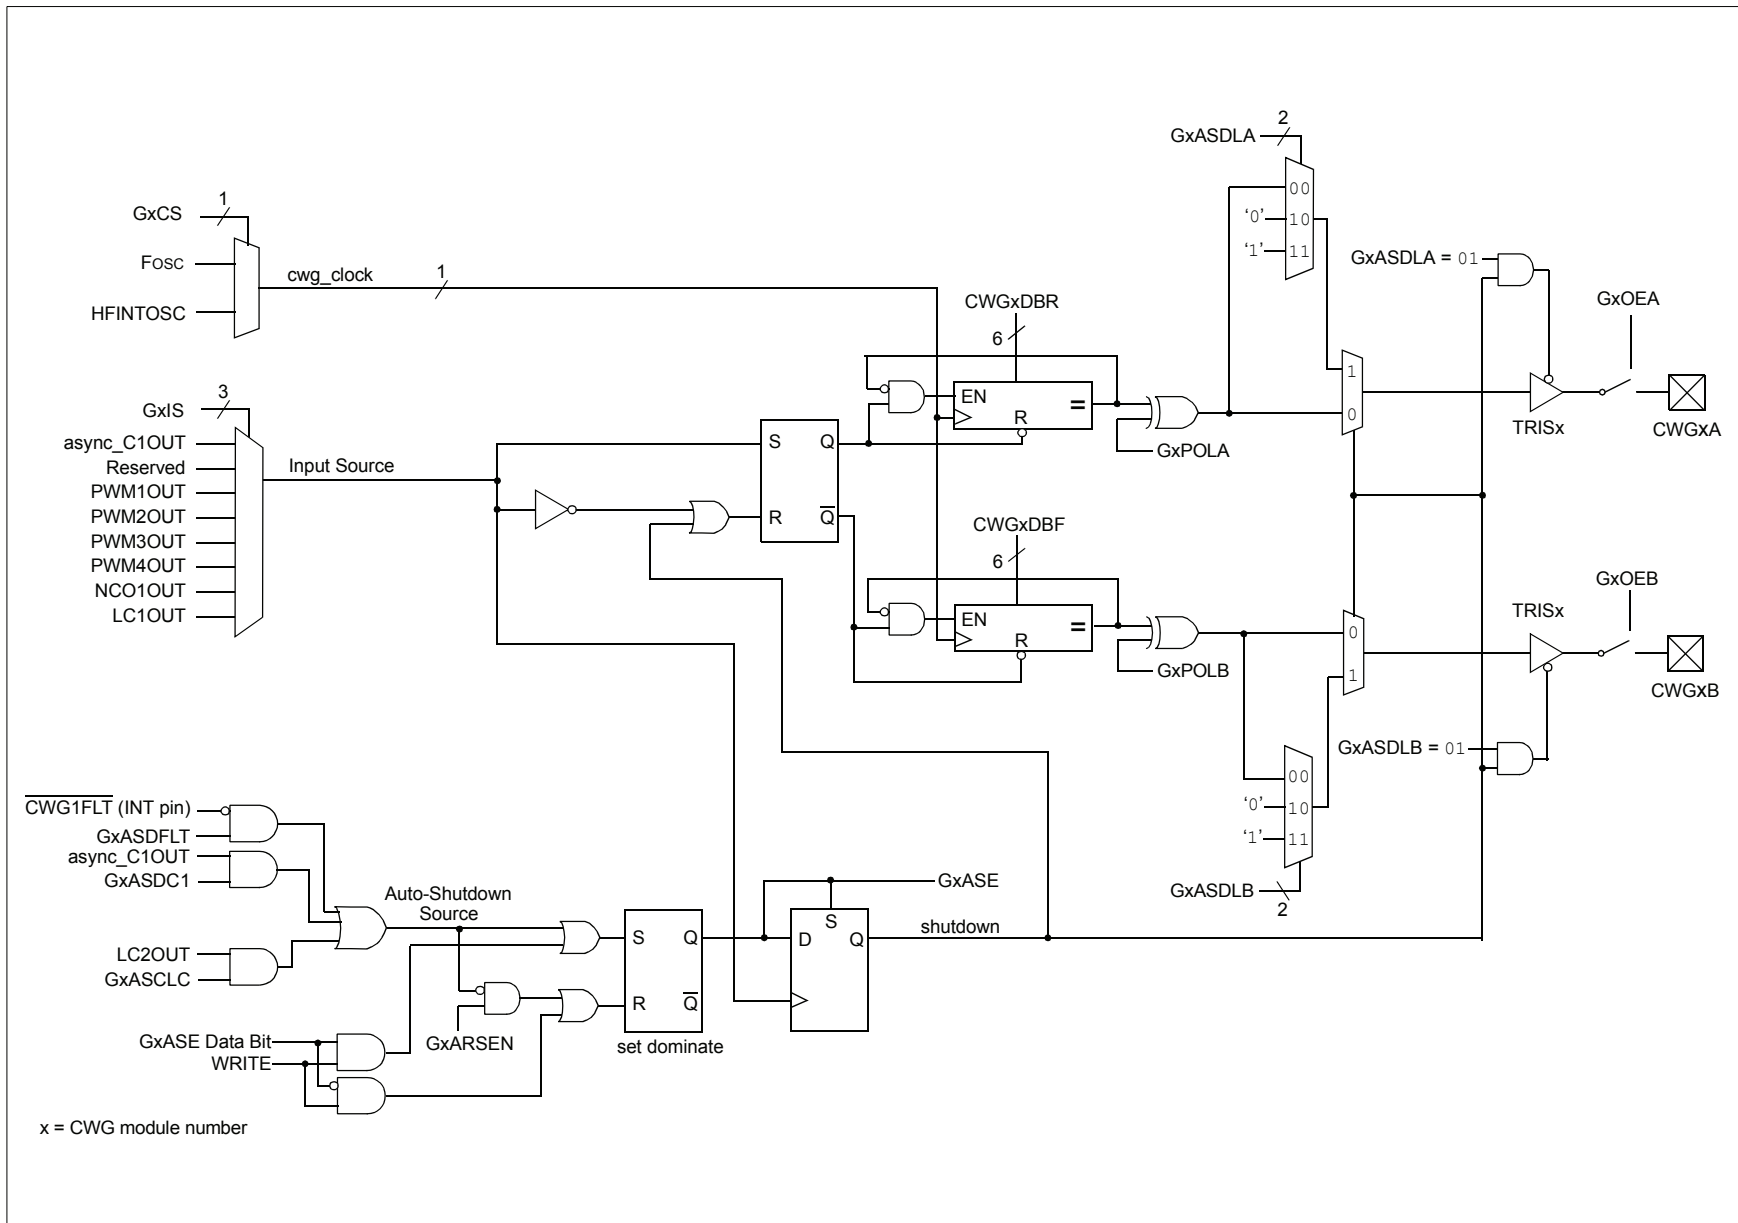 GxASDLA
2
00
'0'
10
'1'
11
GxCS
1
FOSC
HFINTOSC
cwg_clock
1
GxASDLA = 01
GxOEA
CWGxDBR
6
EN
=
R
1
0
TRISx
CWGxA
GxPOLA
GxIS
3
async_C1OUT
Reserved
PWM1OUT
PWM2OUT
PWM3OUT
PWM4OUT
NCO1OUT
LC1OUT
Input Source
S
Q
R
Q
CWGxDBF
6
EN
=
R
GxPOLB
0
1
TRISx
GxOEB
CWGxB
GxASDLB = 01
00
'0'
10
'1'
11
GxASDLB
2
CWG1FLT (INT pin)
GxASDFLT
async_C1OUT
GxASDC1
LC2OUT
GxASCLC
Auto-Shutdown
Source
GxARSEN
S
Q
R
Q
set dominate
GxASE
S
D
Q
shutdown
GxASE Data Bit
WRITE
x = CWG module number